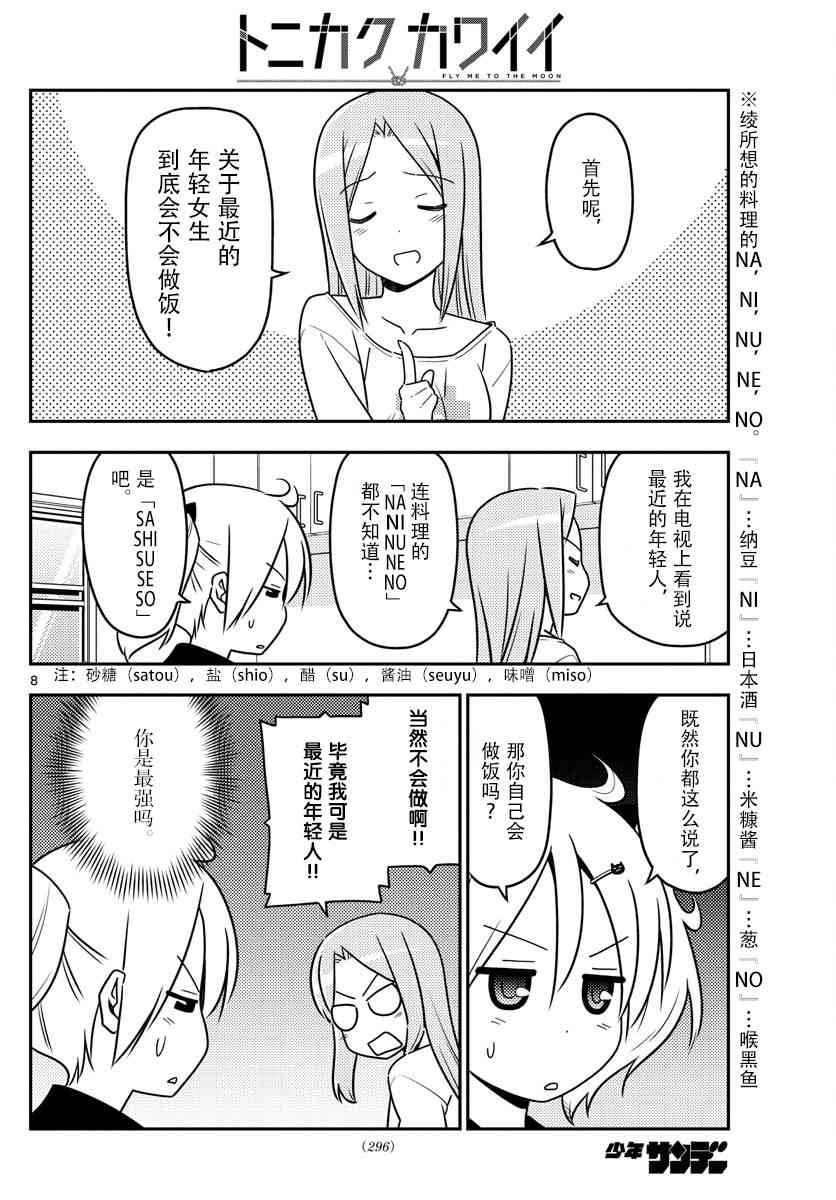 トニカクカワイイ
FLY ME TO THE MOON
首先呢,
关于最近的
年轻女生
到底会不会做饭!
※绫所想的料理的NA, NI, NU, NE, NO。『NA』…纳豆『NI』…日本酒『NU』…米糠酱『NE』…葱『NO』…喉黑鱼
我在电视上看到说
最近的年轻人,
连料理的
「NA NI NU NE NO」
都不知道…
是「SA SHI SU SE SO」
吧。
8
注：砂糖（satou）, 盐（shio）, 醋（su）, 酱油（seuyu）, 味噌（miso）
既然你都这么说了,
那你自己会
做饭吗?
当然不会做啊!!
毕竟我可是
最近的年轻人!!
你是最强吗。
(296)
少年サンデー